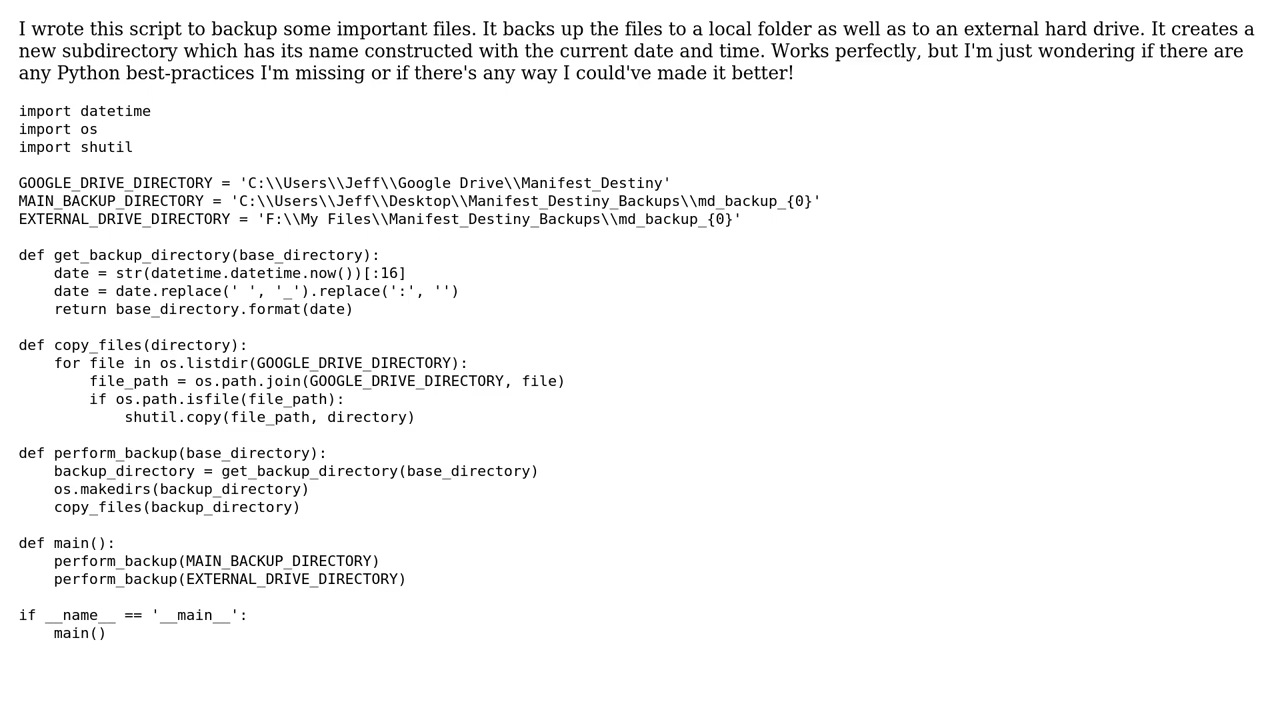 I wrote this script to backup some important files. It backs up the files to a local folder as well as to an external hard drive. It creates a
new subdirectory which has its name constructed with the current date and time. Works perfectly, but I'm just wondering if there are
any Python best-practices I'm missing or if there's any way I could've made it better!

import datetime
import os
import shutil

GOOGLE_DRIVE_DIRECTORY = 'C:\\Users\\Jeff\\Google Drive\\Manifest_Destiny'
MAIN_BACKUP_DIRECTORY = 'C:\\Users\\Jeff\\Desktop\\Manifest_Destiny_Backups\\md_backup_{0}'
EXTERNAL_DRIVE_DIRECTORY = 'F:\\My Files\\Manifest_Destiny_Backups\\md_backup_{0}'

def get_backup_directory(base_directory):
    date = str(datetime.datetime.now())[:16]
    date = date.replace(' ', '_').replace(':', '')
    return base_directory.format(date)

def copy_files(directory):
    for file in os.listdir(GOOGLE_DRIVE_DIRECTORY):
        file_path = os.path.join(GOOGLE_DRIVE_DIRECTORY, file)
        if os.path.isfile(file_path):
            shutil.copy(file_path, directory)

def perform_backup(base_directory):
    backup_directory = get_backup_directory(base_directory)
    os.makedirs(backup_directory)
    copy_files(backup_directory)

def main():
    perform_backup(MAIN_BACKUP_DIRECTORY)
    perform_backup(EXTERNAL_DRIVE_DIRECTORY)

if __name__ == '__main__':
    main()